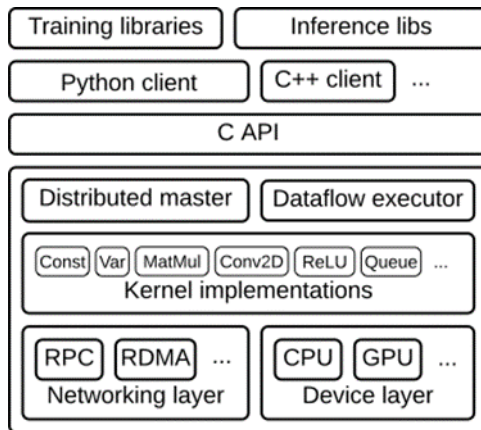 Training libraries Inference libs
Python client C++ client ...
C API
Distributed master Dataflow executor
Const Var MatMul Conv2D ReLU Queue ...
Kernel implementations
RPC RDMA ... CPU GPU ...
Networking layer Device layer